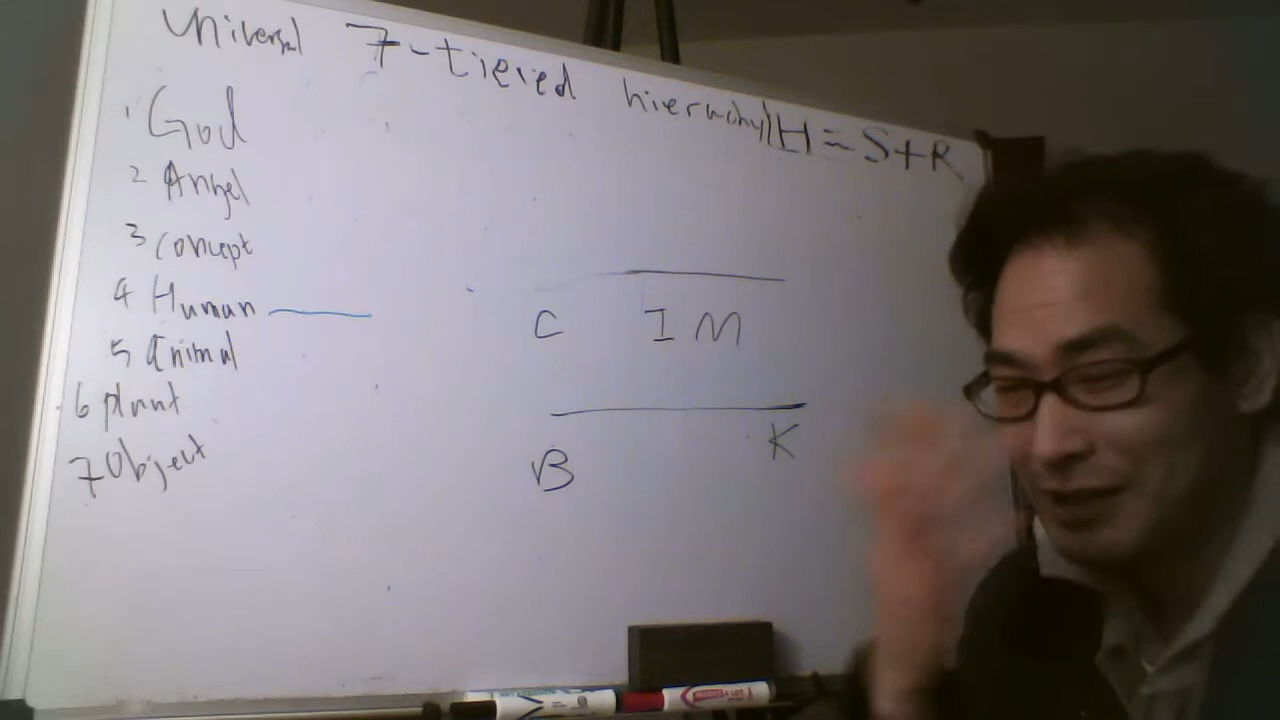 Universal 7-tiered hierarchy H = S+R
1 God
2 Angel
3 concept
4 Human
5 Animal
6 plant
7 Object
C I M
B K